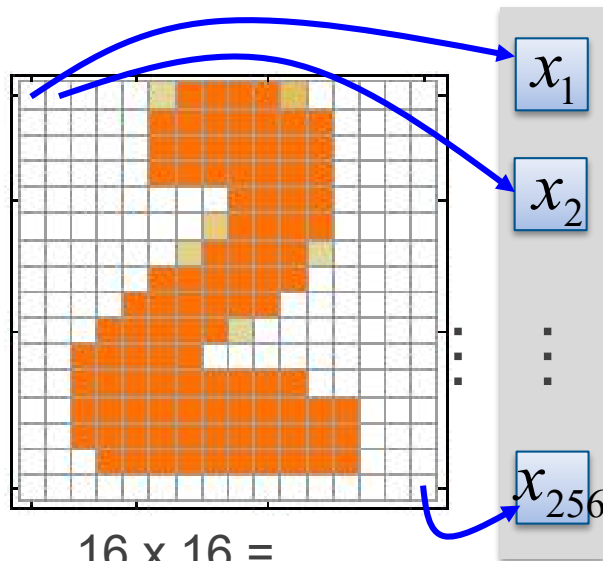 x₁
x₂
x₂₅₆
16 x 16 =